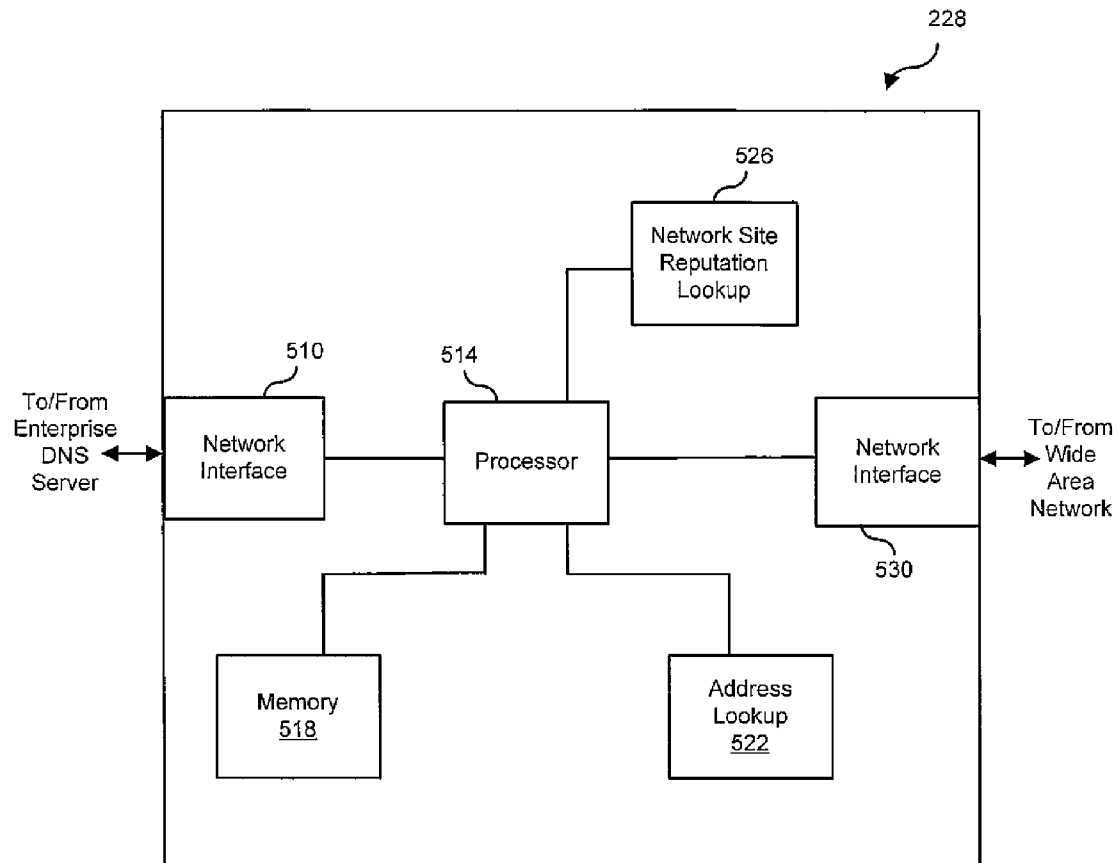 228
526
Network Site
Reputation
Lookup
510
514
To/From
Enterprise
DNS
Server
Network
Interface
Processor
Network
Interface
To/From
Wide
Area
Network
530
Memory
518
Address
Lookup
522